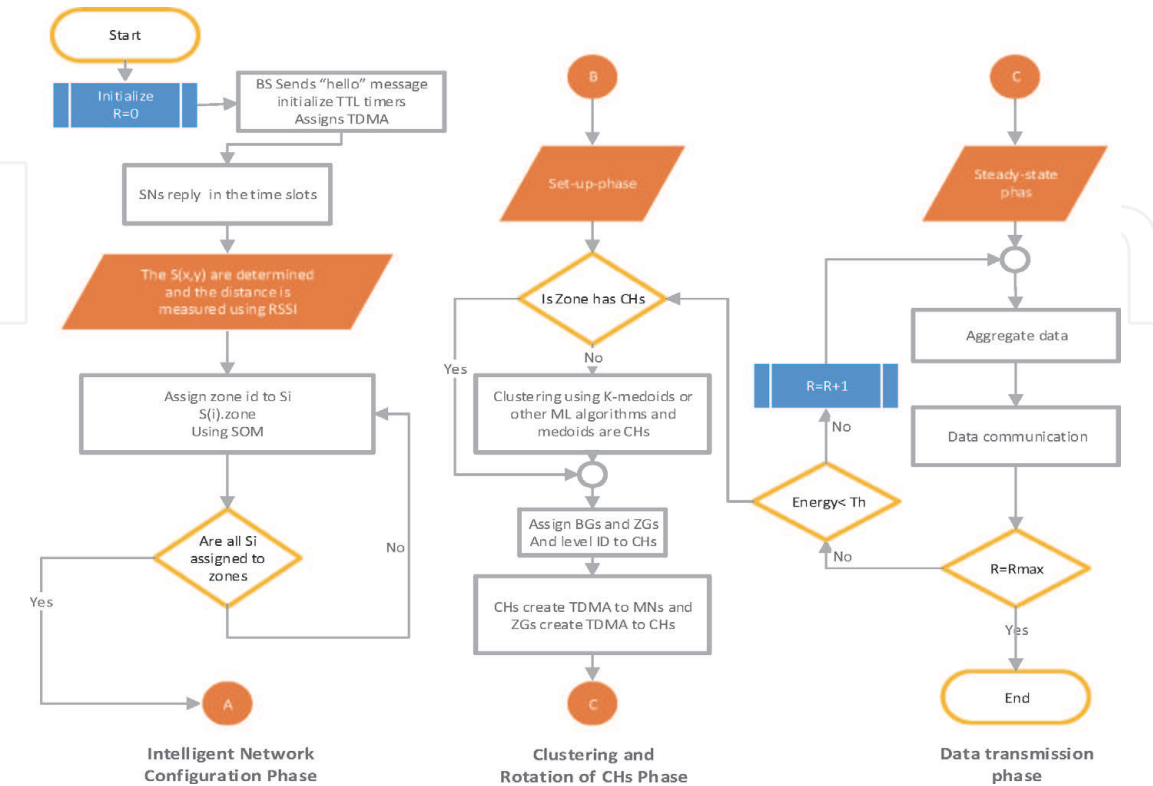 Start
Initialize
R=0
BS Sends “hello” message
initialize TTL timers
Assigns TDMA
SNs reply in the time slots
The S(x,y) are determined
and the distance is
measured using RSSI
Assign zone id to Si
S(i).zone
Using SOM
Are all Si
assigned to
zones
No
Yes
A
Intelligent Network
Configuration Phase
B
Set-up-phase
Is Zone has CHs
Yes
No
Clustering using K-medoids or
other ML algorithms and
medoids are CHs
Assign BGs and ZGs
And level ID to CHs
CHs create TDMA to MNs and
ZGs create TDMA to CHs
C
Clustering and
Rotation of CHs Phase
C
Steady-state
phas
Aggregate data
R=R+1
Data communication
No
Energy< Th
No
R=Rmax
Yes
End
Data transmission
phase